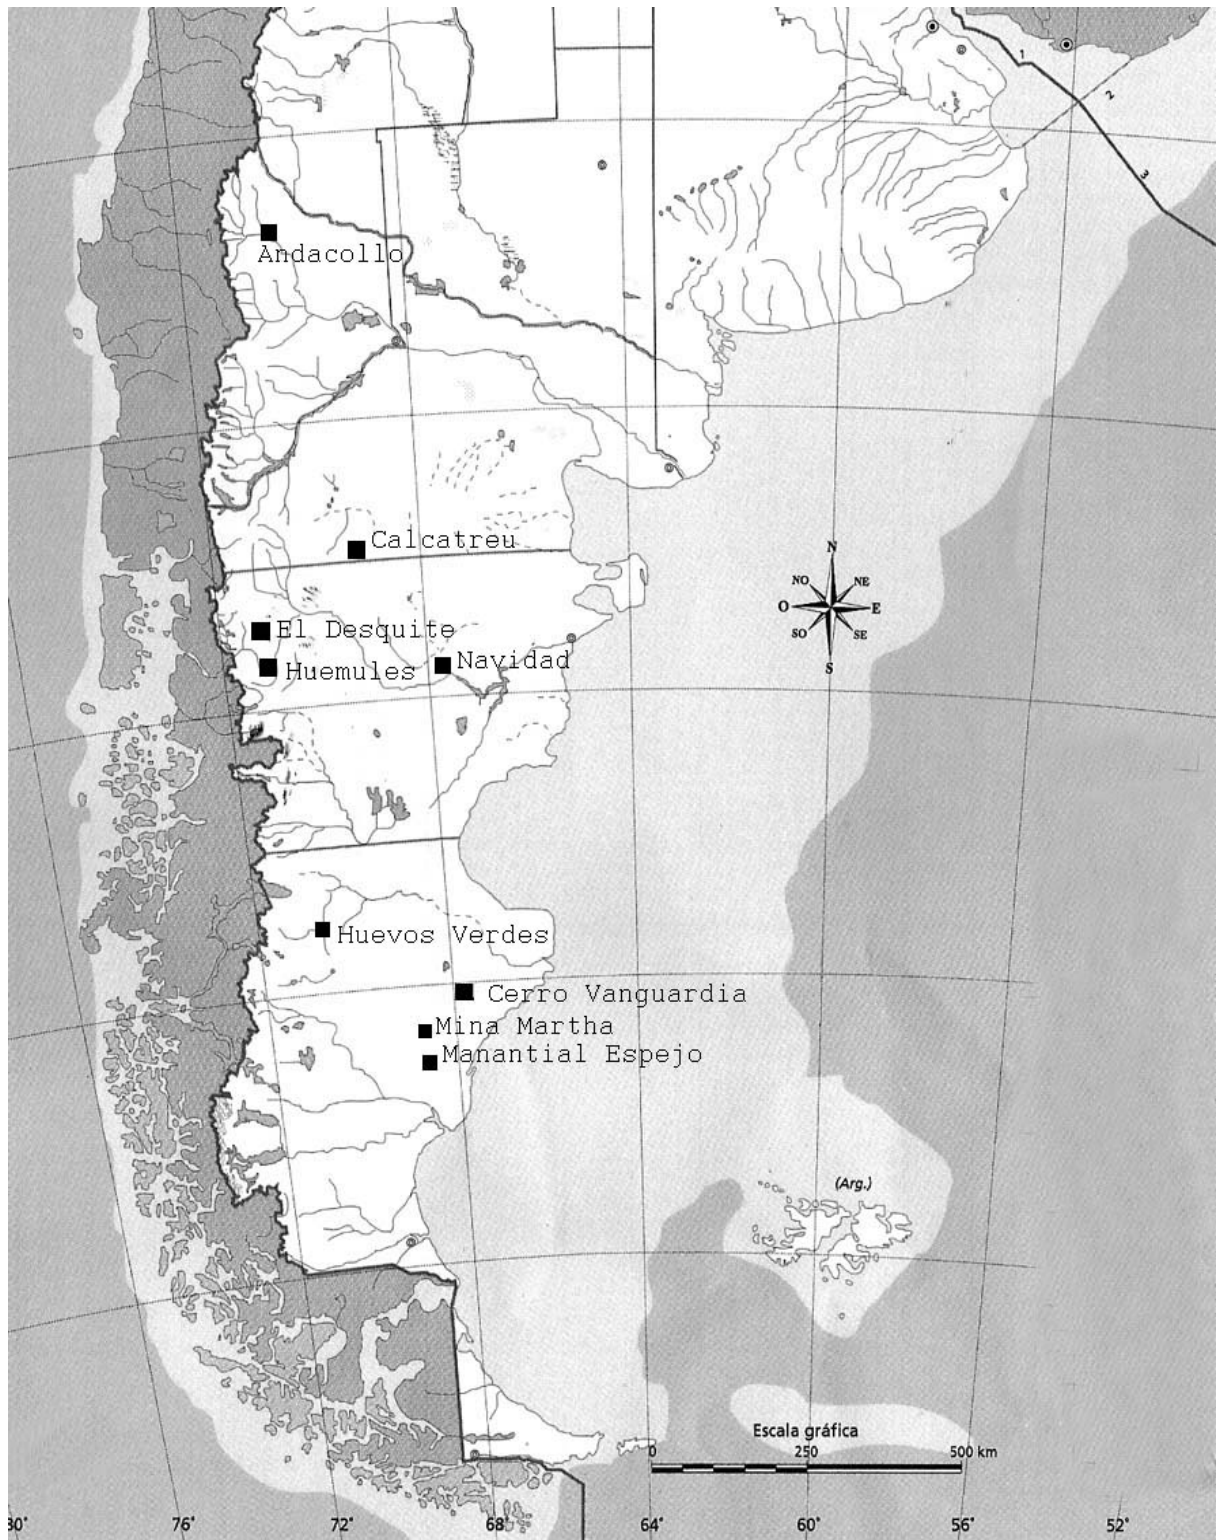 1
2
3
Andacollo
Calcatreu
N
NO
NE
O
E
SO
SE
S
El Desquite
Huemules
Navidad
Huevos Verdes
Cerro Vanguardia
Mina Martha
Manantial Espejo
(Arg.)
Escala gráfica
0 250 500 km
80° 76° 72° 68° 64° 60° 56° 52°